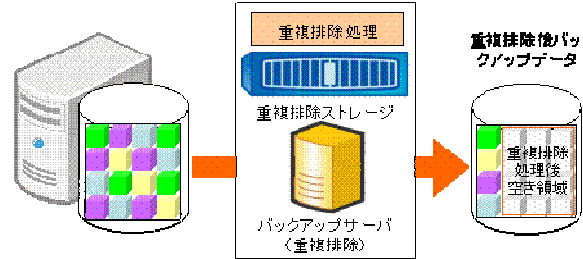 重複排除処理
重複排除ストレージ
バックアップサーバ
（重複排除）
重複排除後バッ
クアップデータ
重複排除
処理後
空き領域